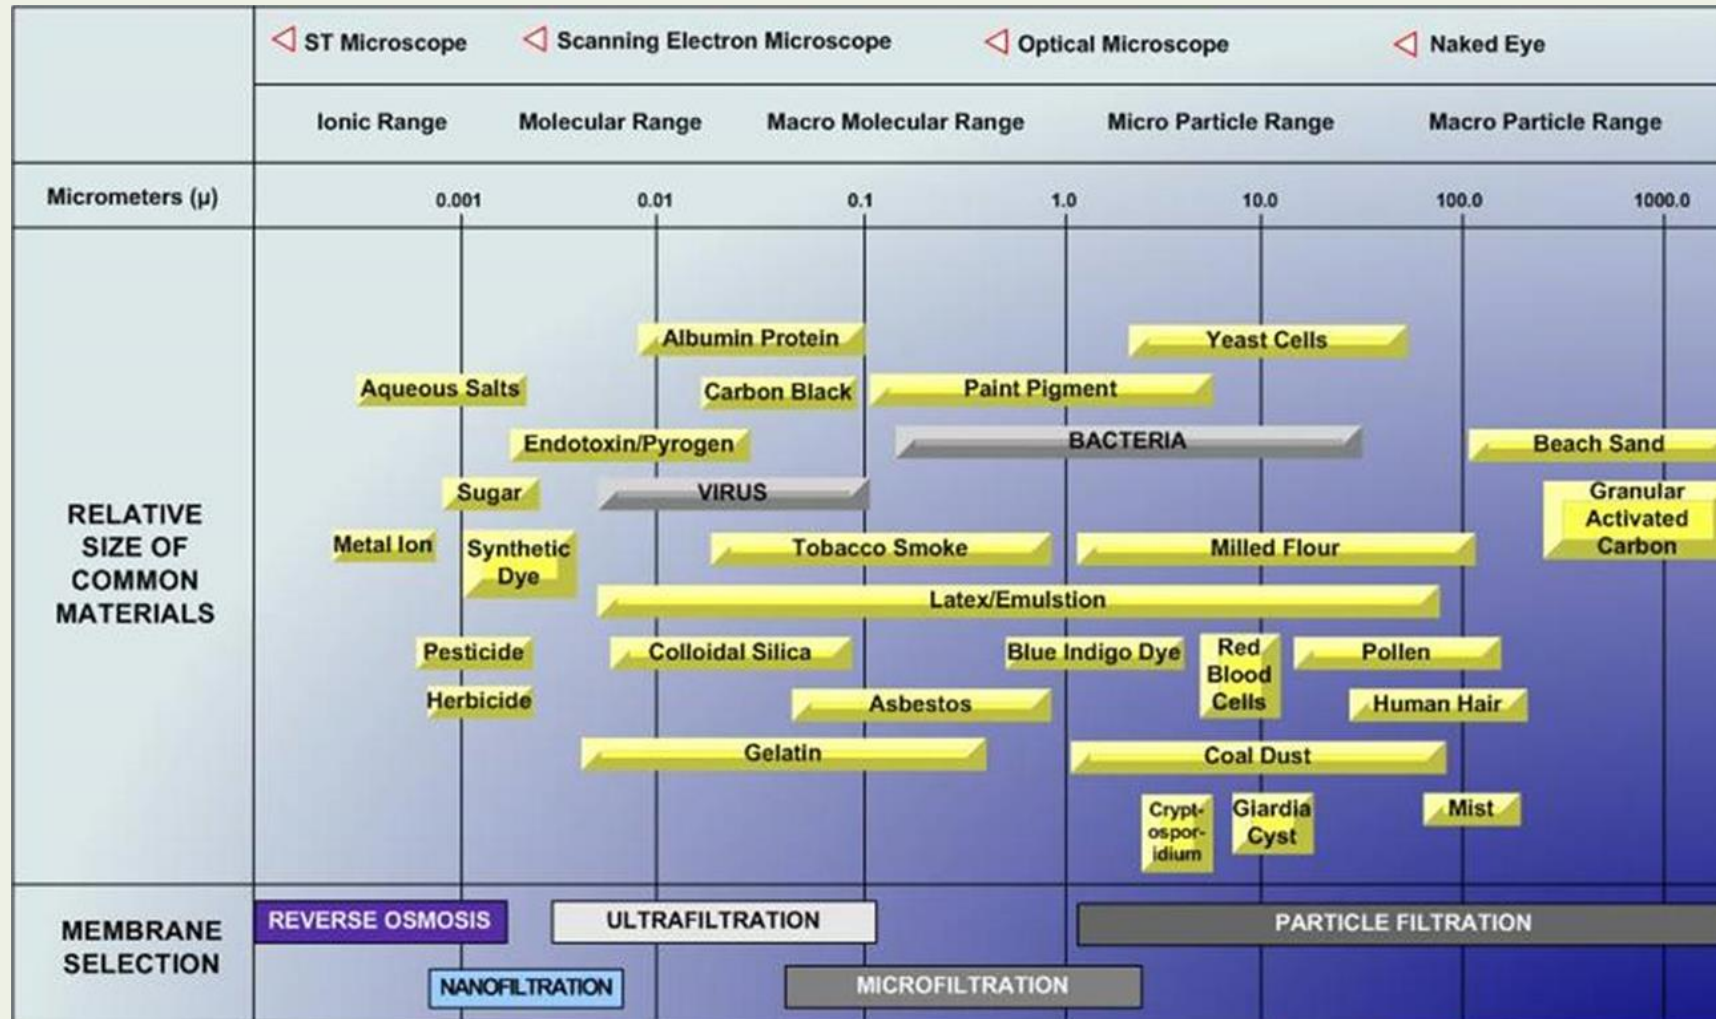 ST Microscope
Scanning Electron Microscope
Optical Microscope
Naked Eye
Ionic Range
Molecular Range
Macro Molecular Range
Micro Particle Range
Macro Particle Range
Micrometers (µ)
0.001
0.01
0.1
1.0
10.0
100.0
1000.0
RELATIVE
SIZE OF
COMMON
MATERIALS
Albumin Protein
Yeast Cells
Aqueous Salts
Carbon Black
Paint Pigment
Endotoxin/Pyrogen
BACTERIA
Beach Sand
Sugar
VIRUS
Granular
Activated
Carbon
Metal Ion
Synthetic
Dye
Tobacco Smoke
Milled Flour
Latex/Emulstion
Pesticide
Colloidal Silica
Blue Indigo Dye
Red
Blood
Cells
Pollen
Herbicide
Asbestos
Human Hair
Gelatin
Coal Dust
Crypt-
ospor-
idium
Giardia
Cyst
Mist
MEMBRANE
SELECTION
REVERSE OSMOSIS
ULTRAFILTRATION
PARTICLE FILTRATION
NANOFILTRATION
MICROFILTRATION